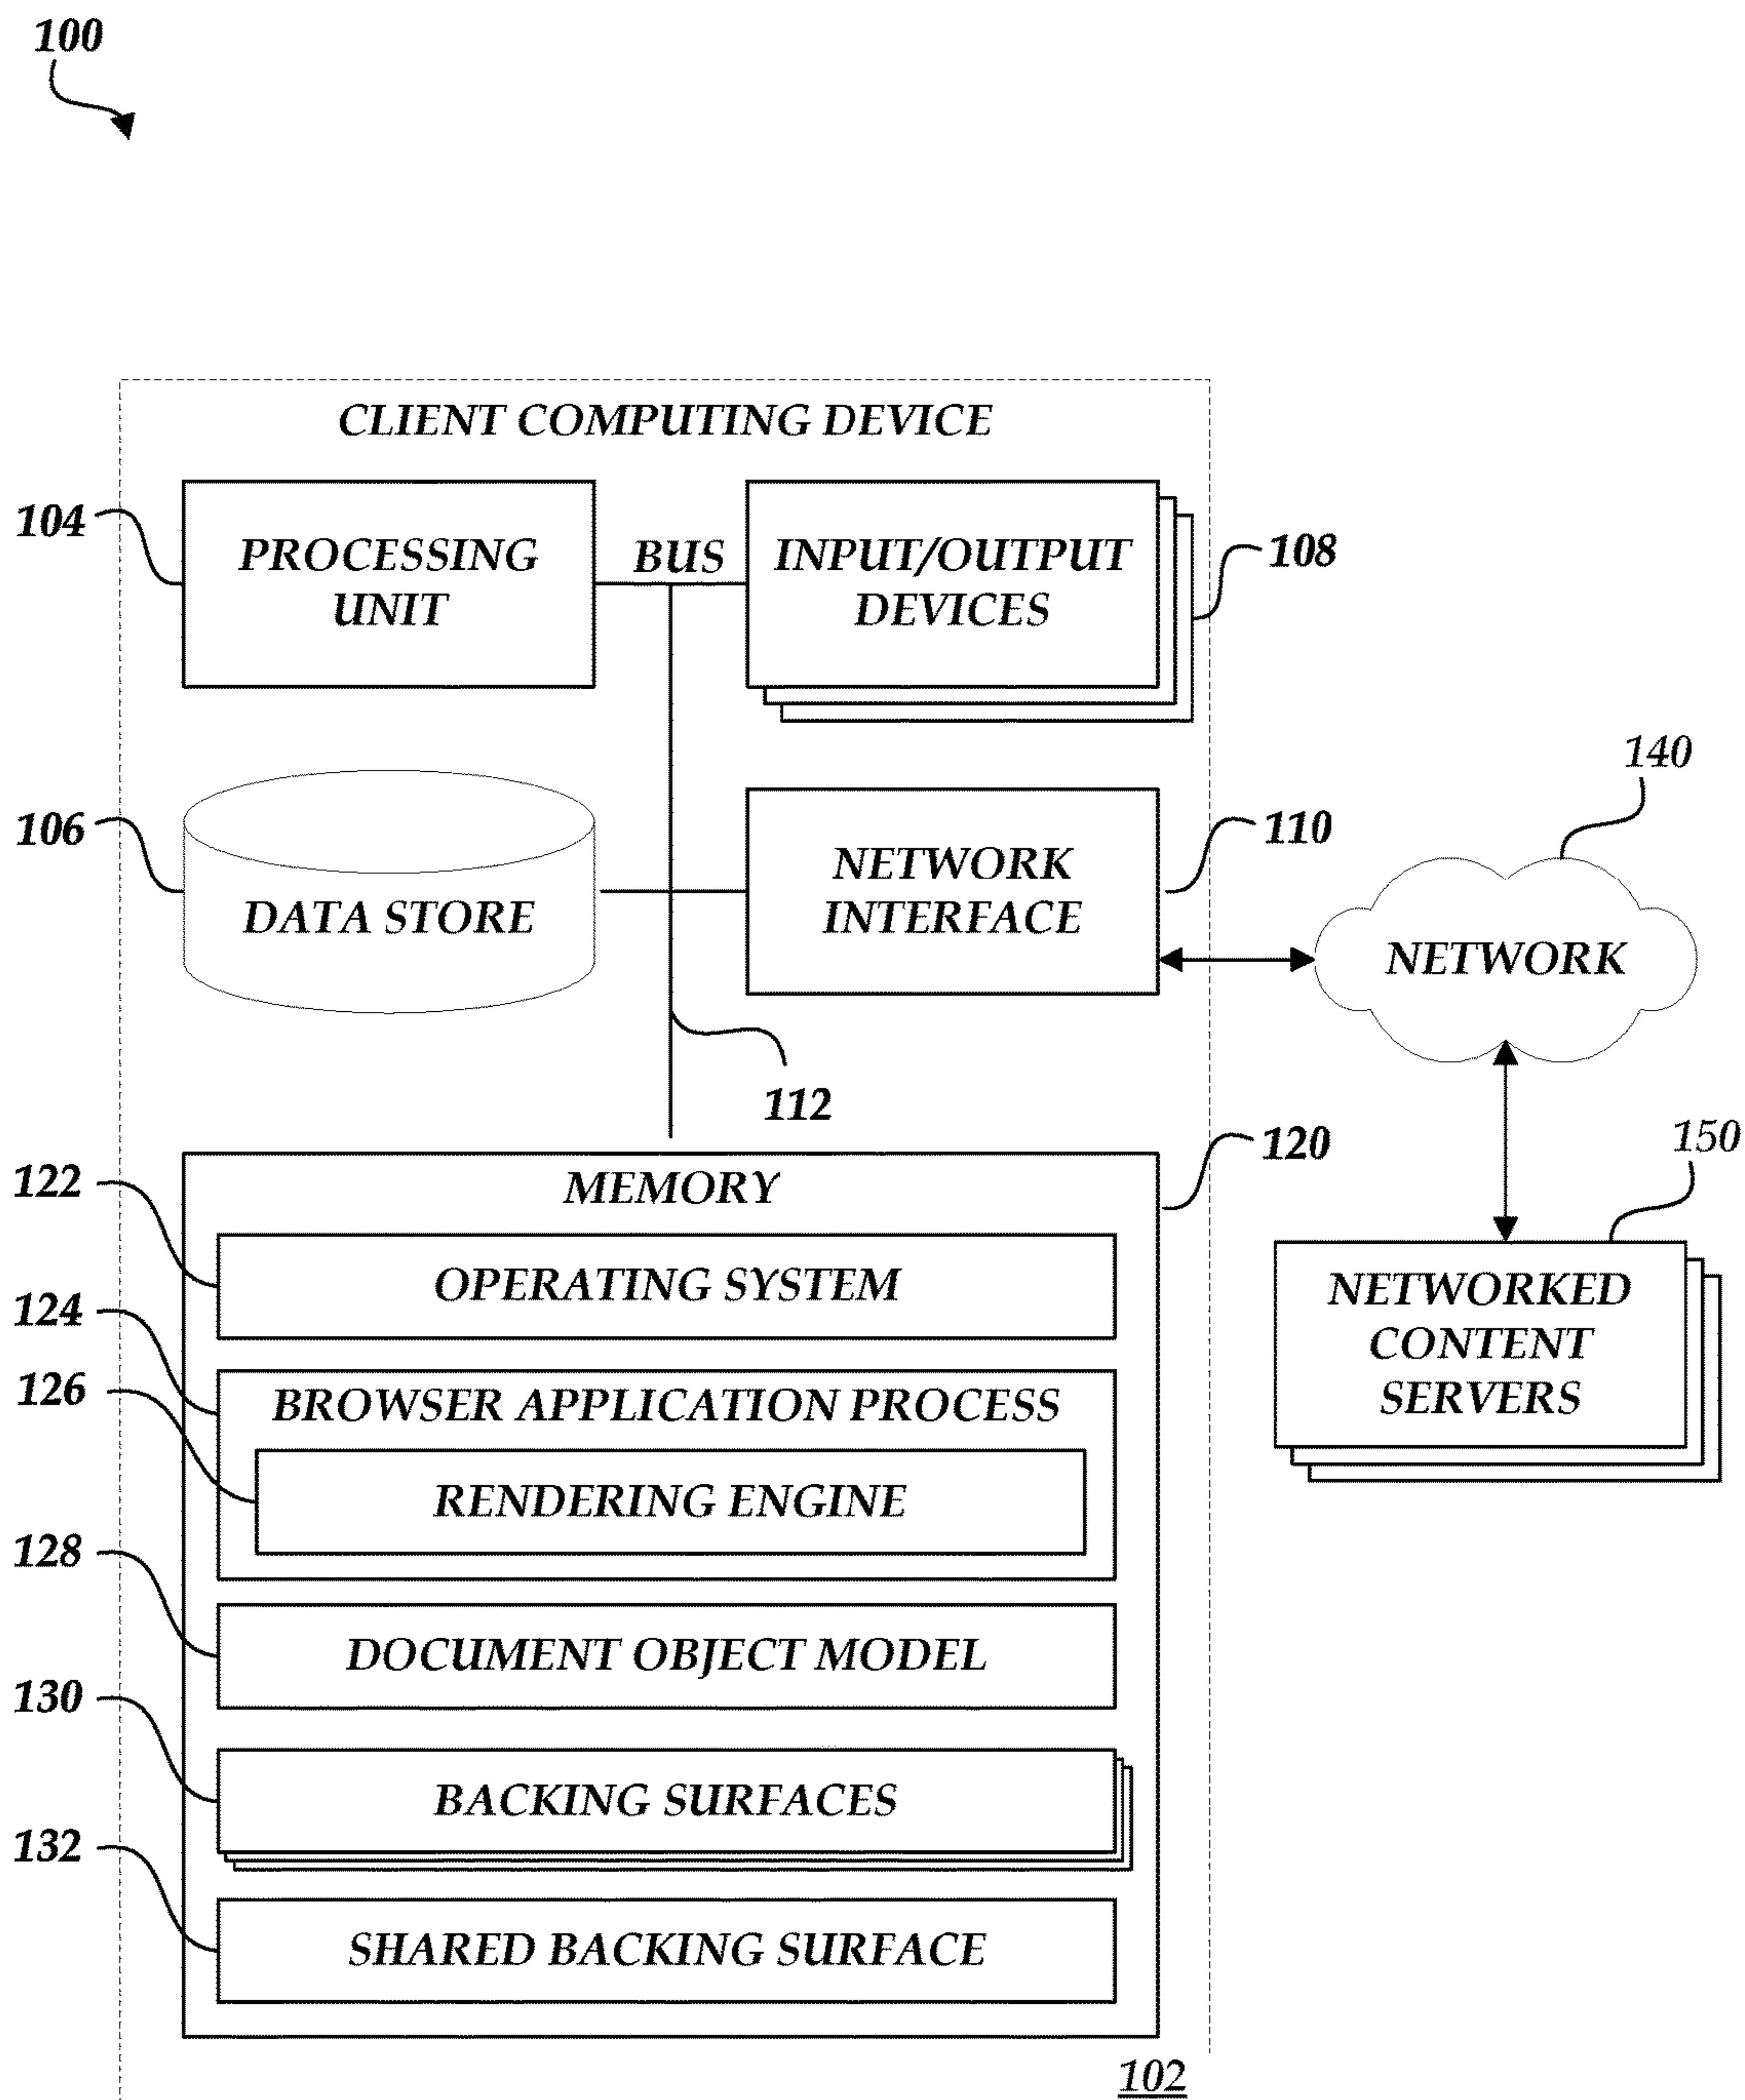 100
CLIENT COMPUTING DEVICE
104
PROCESSING
UNIT
BUS
INPUT/OUTPUT
DEVICES
108
106
DATA STORE
NETWORK
INTERFACE
110
140
NETWORK
112
120
150
MEMORY
122
OPERATING SYSTEM
NETWORKED
CONTENT
SERVERS
124
BROWSER APPLICATION PROCESS
126
RENDERING ENGINE
128
DOCUMENT OBJECT MODEL
130
BACKING SURFACES
132
SHARED BACKING SURFACE
102